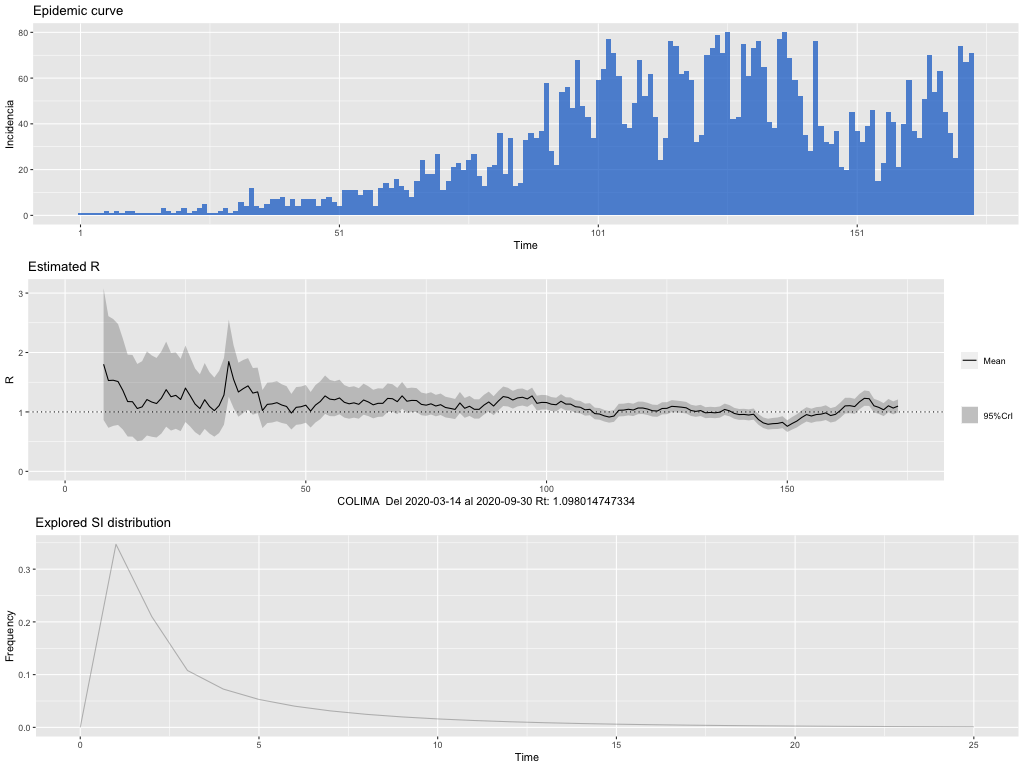 Epidemic curve
80
60
40
20
0
Incidencia
1
51
101
151
Time
Estimated R
3
2
1
0
R
0
50
100
150
Mean
95%CrI
COLIMA  Del 2020-03-14 al 2020-09-30 Rt: 1.098014747334
Explored SI distribution
0.3
0.2
0.1
0.0
Frequency
0
5
10
15
20
25
Time